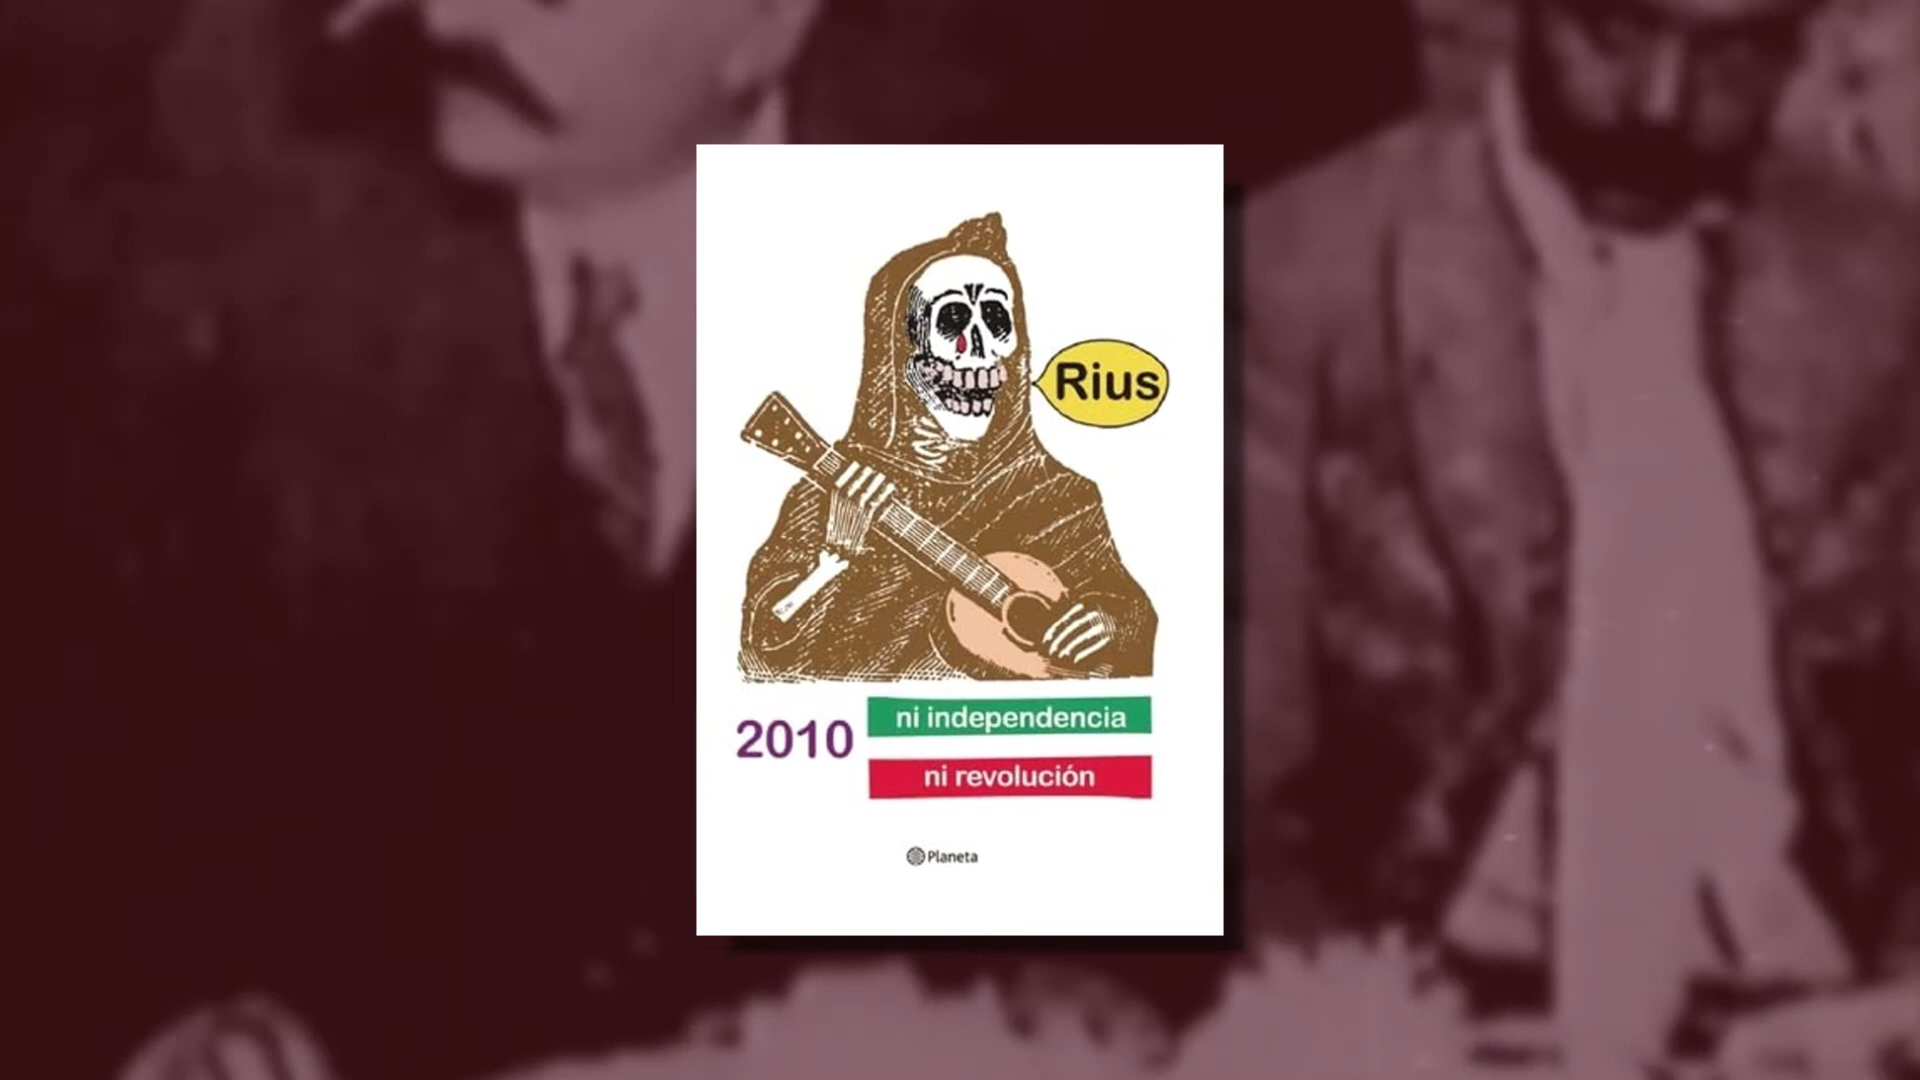 Rius
2010
ni independencia
ni revolución
Planeta